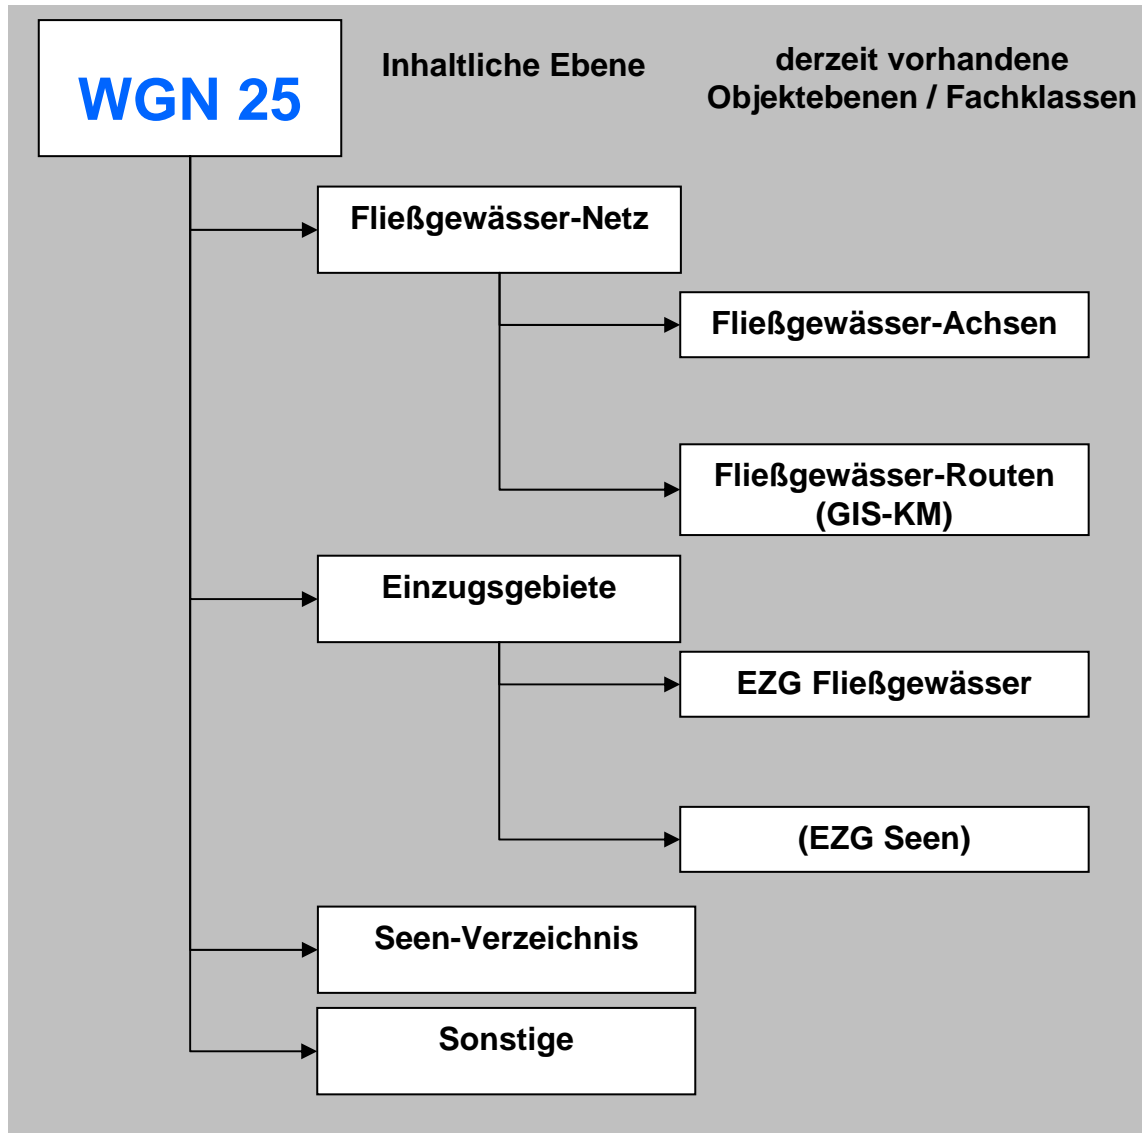 WGN 25
Inhaltliche Ebene
derzeit vorhandene
Objektebenen / Fachklassen
Fließgewässer-Netz
Fließgewässer-Achsen
Fließgewässer-Routen
(GIS-KM)
Einzugsgebiete
EZG Fließgewässer
(EZG Seen)
Seen-Verzeichnis
Sonstige